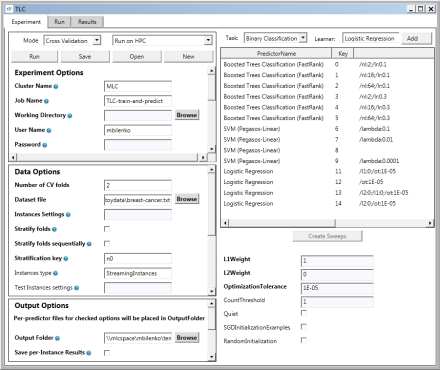 TLC
Experiment Run Results
Mode Cross Validation Run on HPC
Run Save Open New
Experiment Options
Cluster Name MLC
Job Name TLC-train-and-predict
Working Directory Browse
User Name mbilenko
Password
Data Options
Number of CV folds 2
Dataset file toydata\breast-cancer.txt Browse
Instances Settings
Stratify folds
Stratify folds sequentially
Stratification key n0
Instances type StreamingInstances
Test Instances settings
Output Options
Per-predictor files for checked options will be placed in OutputFolder
Output Folder \\mlcspace\mbilenko\ten Browse
Save per-Instance Results
Task: Binary Classification Learner: Logistic Regression Add
PredictorName Key
Boosted Trees Classification (FastRank) 0 /nl:2/lr:0.1
Boosted Trees Classification (FastRank) 1 /nl:16/lr:0.1
Boosted Trees Classification (FastRank) 2 /nl:64/lr:0.1
Boosted Trees Classification (FastRank) 3 /nl:2/lr:0.3
Boosted Trees Classification (FastRank) 4 /nl:16/lr:0.3
Boosted Trees Classification (FastRank) 5 /nl:64/lr:0.3
SVM (Pegasos-Linear) 6 /lambda:0.1
SVM (Pegasos-Linear) 7 /lambda:0.01
SVM (Pegasos-Linear) 8
SVM (Pegasos-Linear) 9 /lambda:0.0001
Logistic Regression 11 /l1:0/ot:1E-05
Logistic Regression 12 /ot:1E-05
Logistic Regression 13 /l2:0/l1:0/ot:1E-05
Logistic Regression 14 /l2:0/ot:1E-05
Create Sweeps
L1Weight 1
L2Weight 0
OptimizationTolerance 1E-05
CountThreshold 1
Quiet
SGDInitializationExamples
RandomInitialization